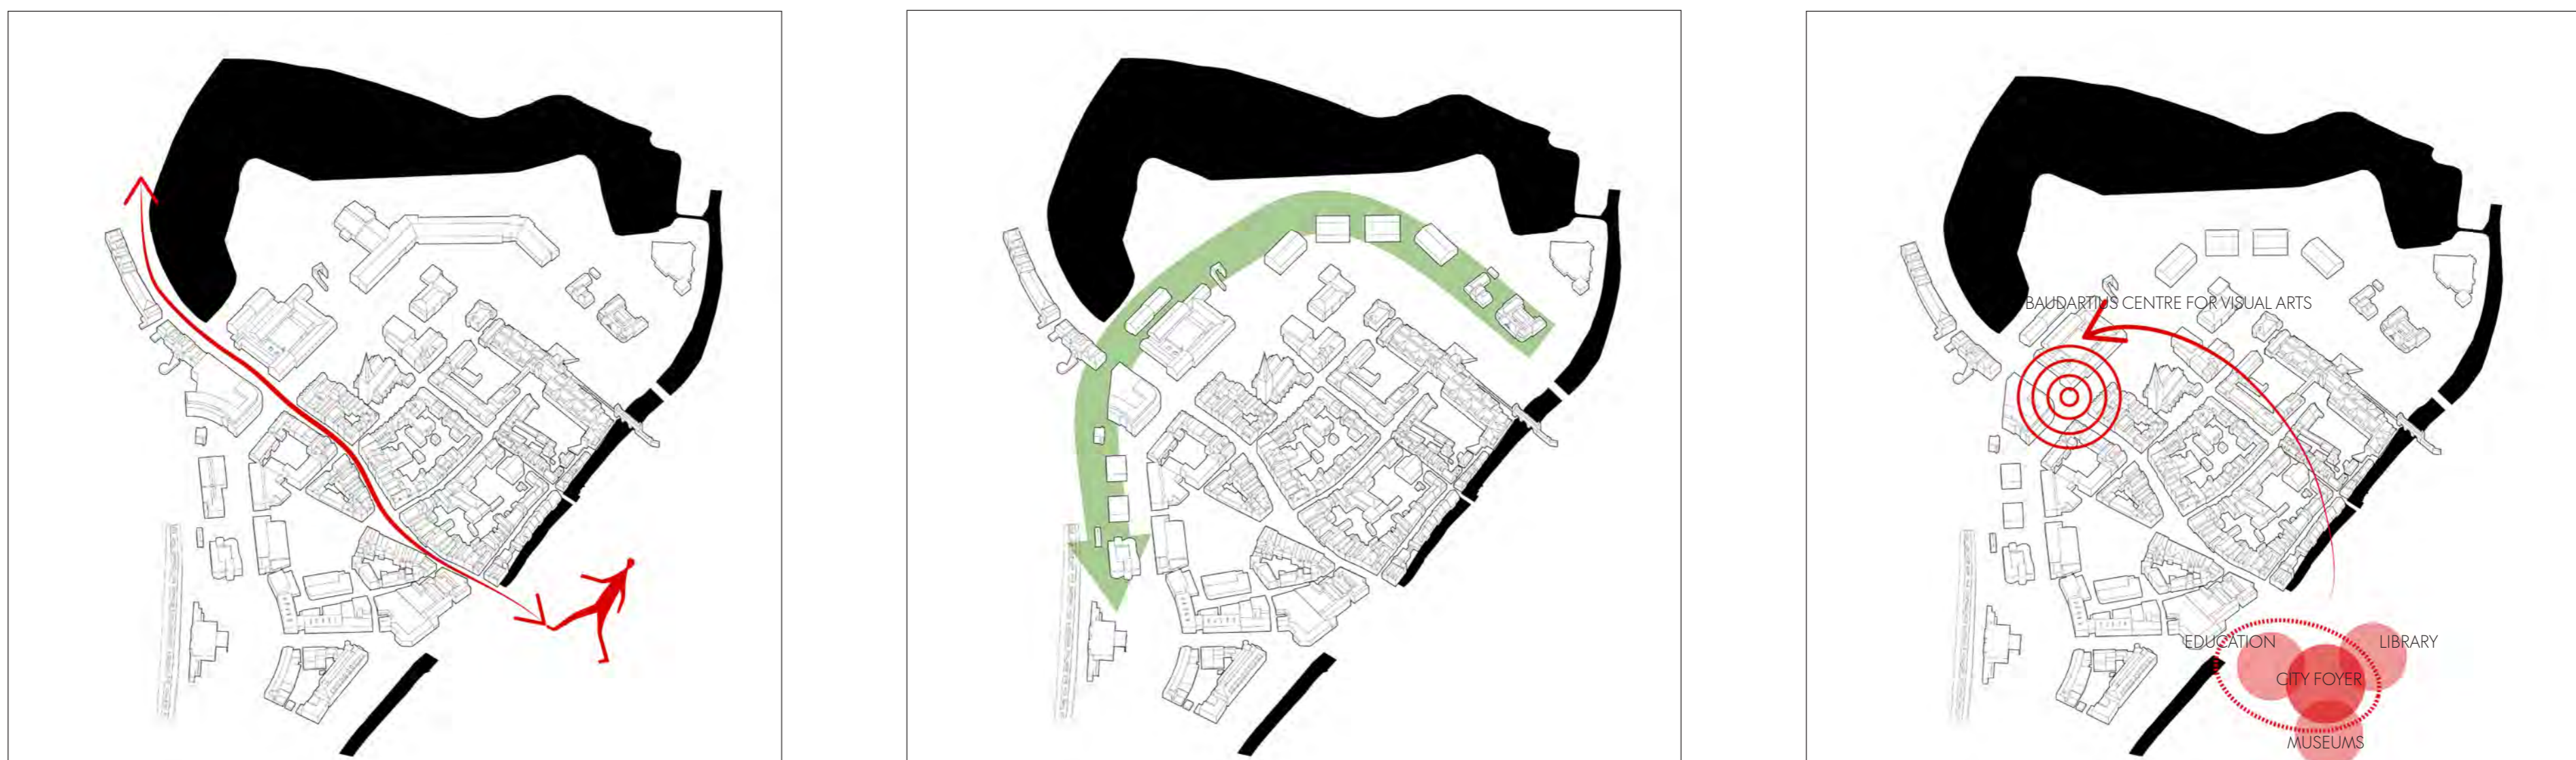 BAUDARTIUS CENTRE FOR VISUAL ARTS
EDUCATION
LIBRARY
CITY FOYER
MUSEUMS